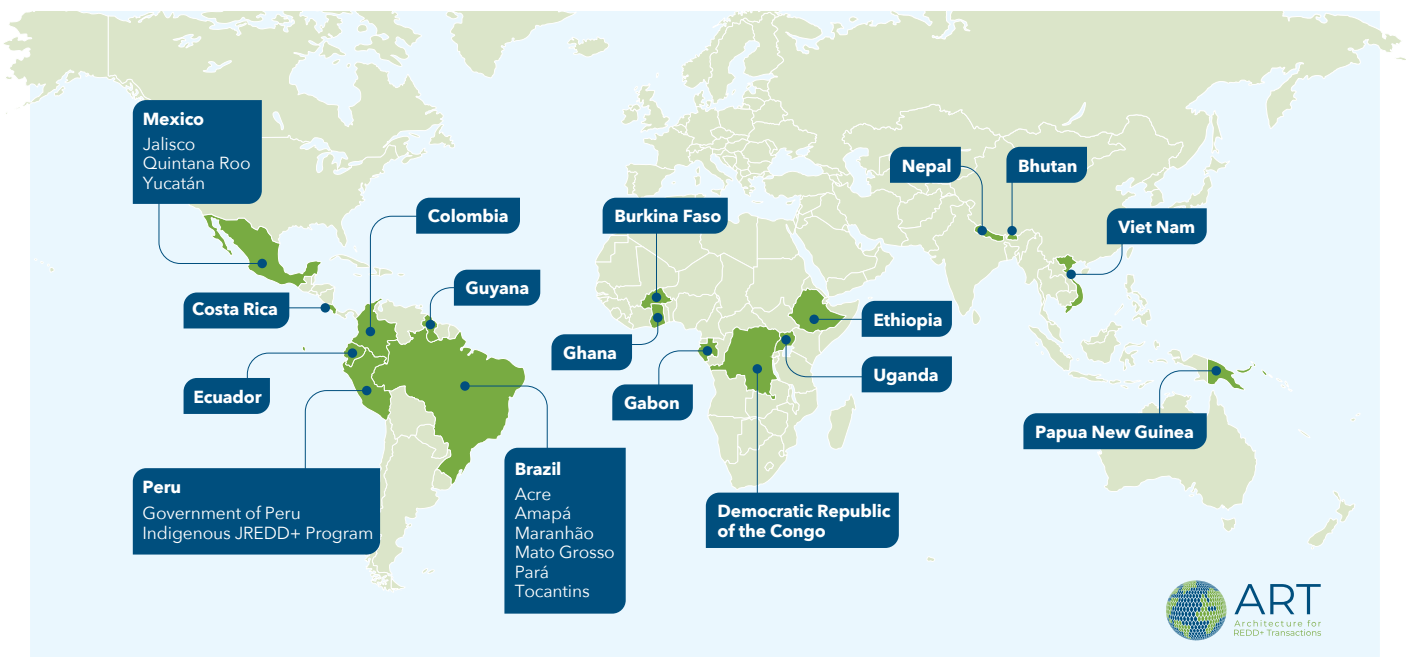 Mexico
Jalisco
Quintana Roo
Yucatán
Colombia
Guyana
Costa Rica
Ecuador
Peru
Government of Peru
Indigenous JREDD+ Program
Brazil
Acre
Amapá
Maranhão
Mato Grosso
Pará
Tocantins
Burkina Faso
Ghana
Gabon
Democratic Republic
of the Congo
Ethiopia
Uganda
Nepal
Bhutan
Viet Nam
Papua New Guinea
ART
Architecture for
REDD+ Transactions